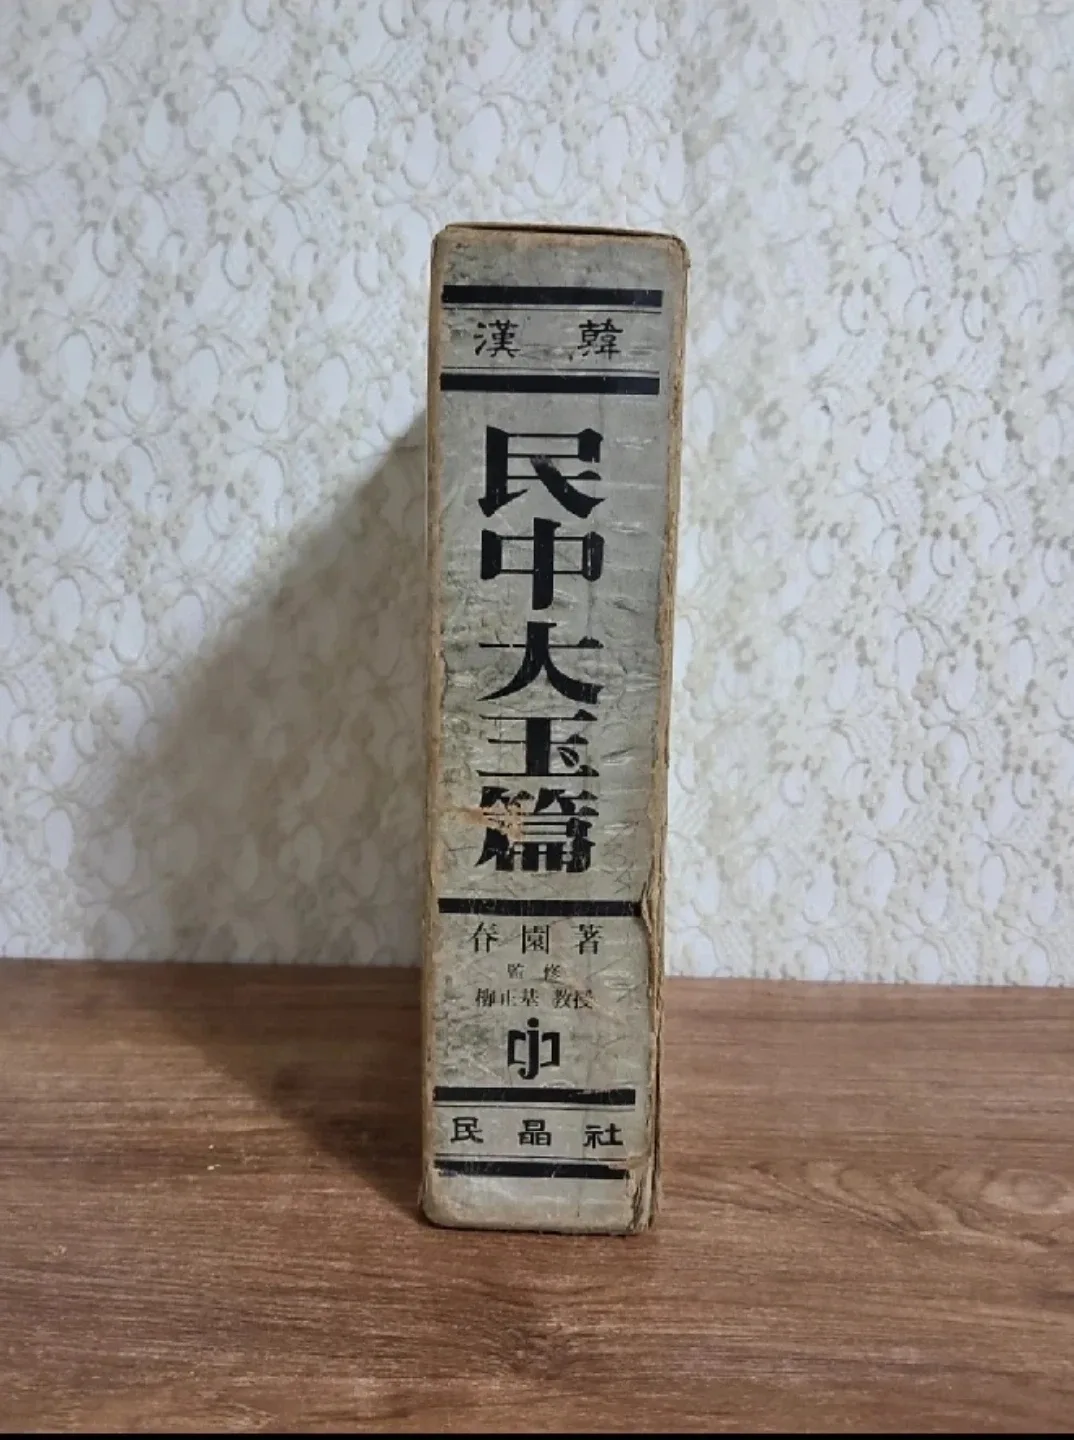 漢 韓
民中大玉篇
春園 著
監修
柳正基 教授
民晶社